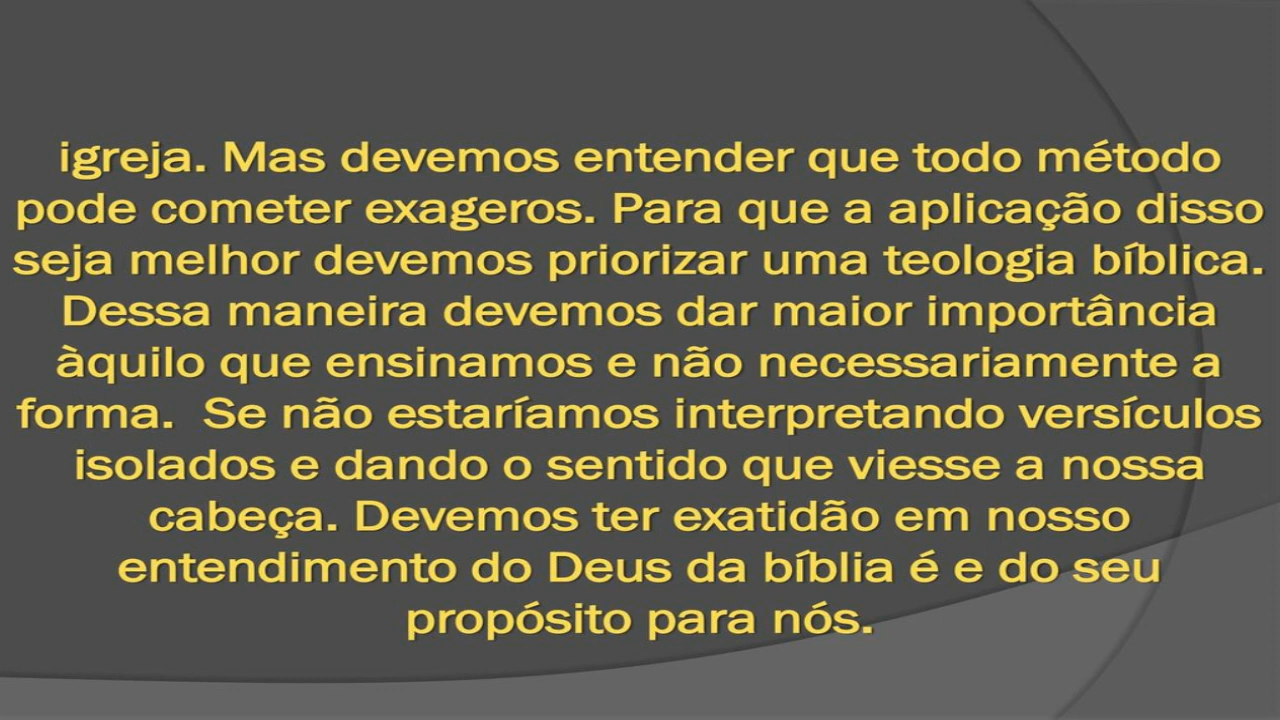 igreja. Mas devemos entender que todo método
pode cometer exageros. Para que a aplicação disso
seja melhor devemos priorizar uma teologia bíblica.
Dessa maneira devemos dar maior importância
àquilo que ensinamos e não necessariamente a
forma.  Se não estaríamos interpretando versículos
isolados e dando o sentido que viesse a nossa
cabeça. Devemos ter exatidão em nosso
entendimento do Deus da bíblia é e do seu
propósito para nós.